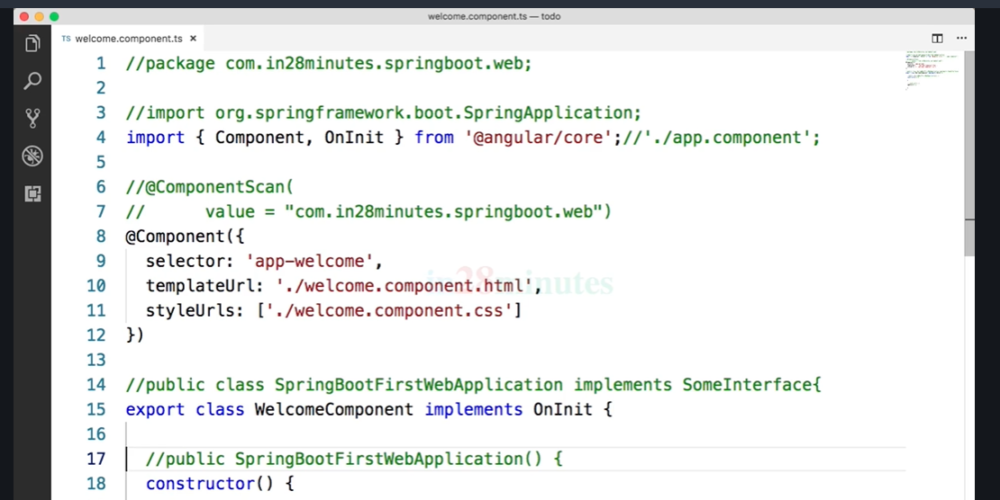 welcome.component.ts — todo
TS welcome.component.ts ×
1 //package com.in28minutes.springboot.web;
2
3 //import org.springframework.boot.SpringApplication;
4 import { Component, OnInit } from '@angular/core';//'./app.component';
5
6 //@ComponentScan(
7 //      value = "com.in28minutes.springboot.web")
8 @Component({
9   selector: 'app-welcome',
10   templateUrl: './welcome.component.html',
11   styleUrls: ['./welcome.component.css']
12 })
13
14 //public class SpringBootFirstWebApplication implements SomeInterface{
15 export class WelcomeComponent implements OnInit {
16
17   //public SpringBootFirstWebApplication() {
18   constructor() {
in28minutes